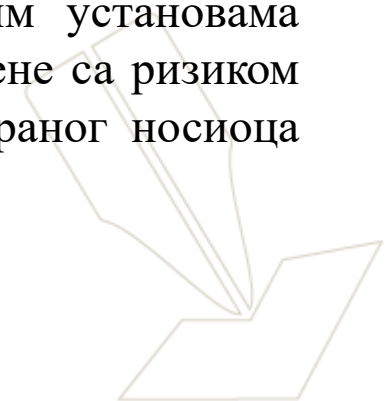 им установама
ене са ризиком
раног носиоца